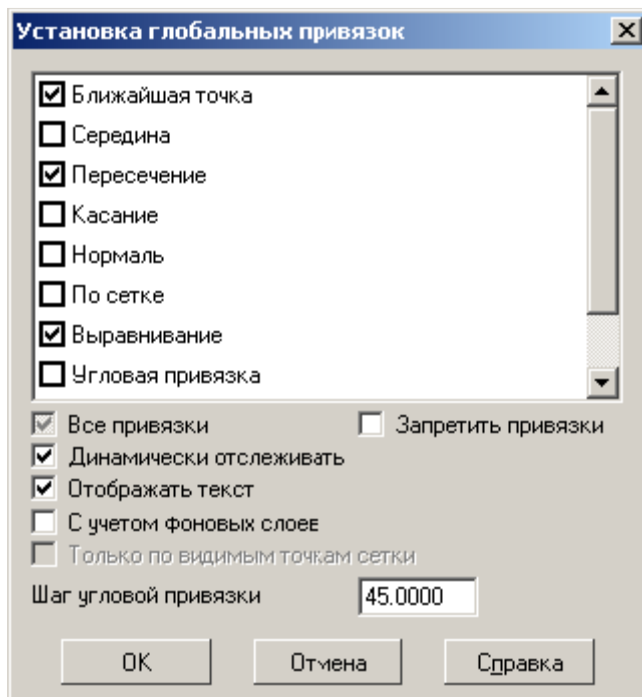 Установка глобальных привязок
Ближайшая точка
Середина
Пересечение
Касание
Нормаль
По сетке
Выравнивание
Угловая привязка
Все привязки Запретить привязки
Динамически отслеживать
Отображать текст
С учетом фоновых слоев
Только по видимым точкам сетки
Шаг угловой привязки 45.0000
OK Отмена Справка